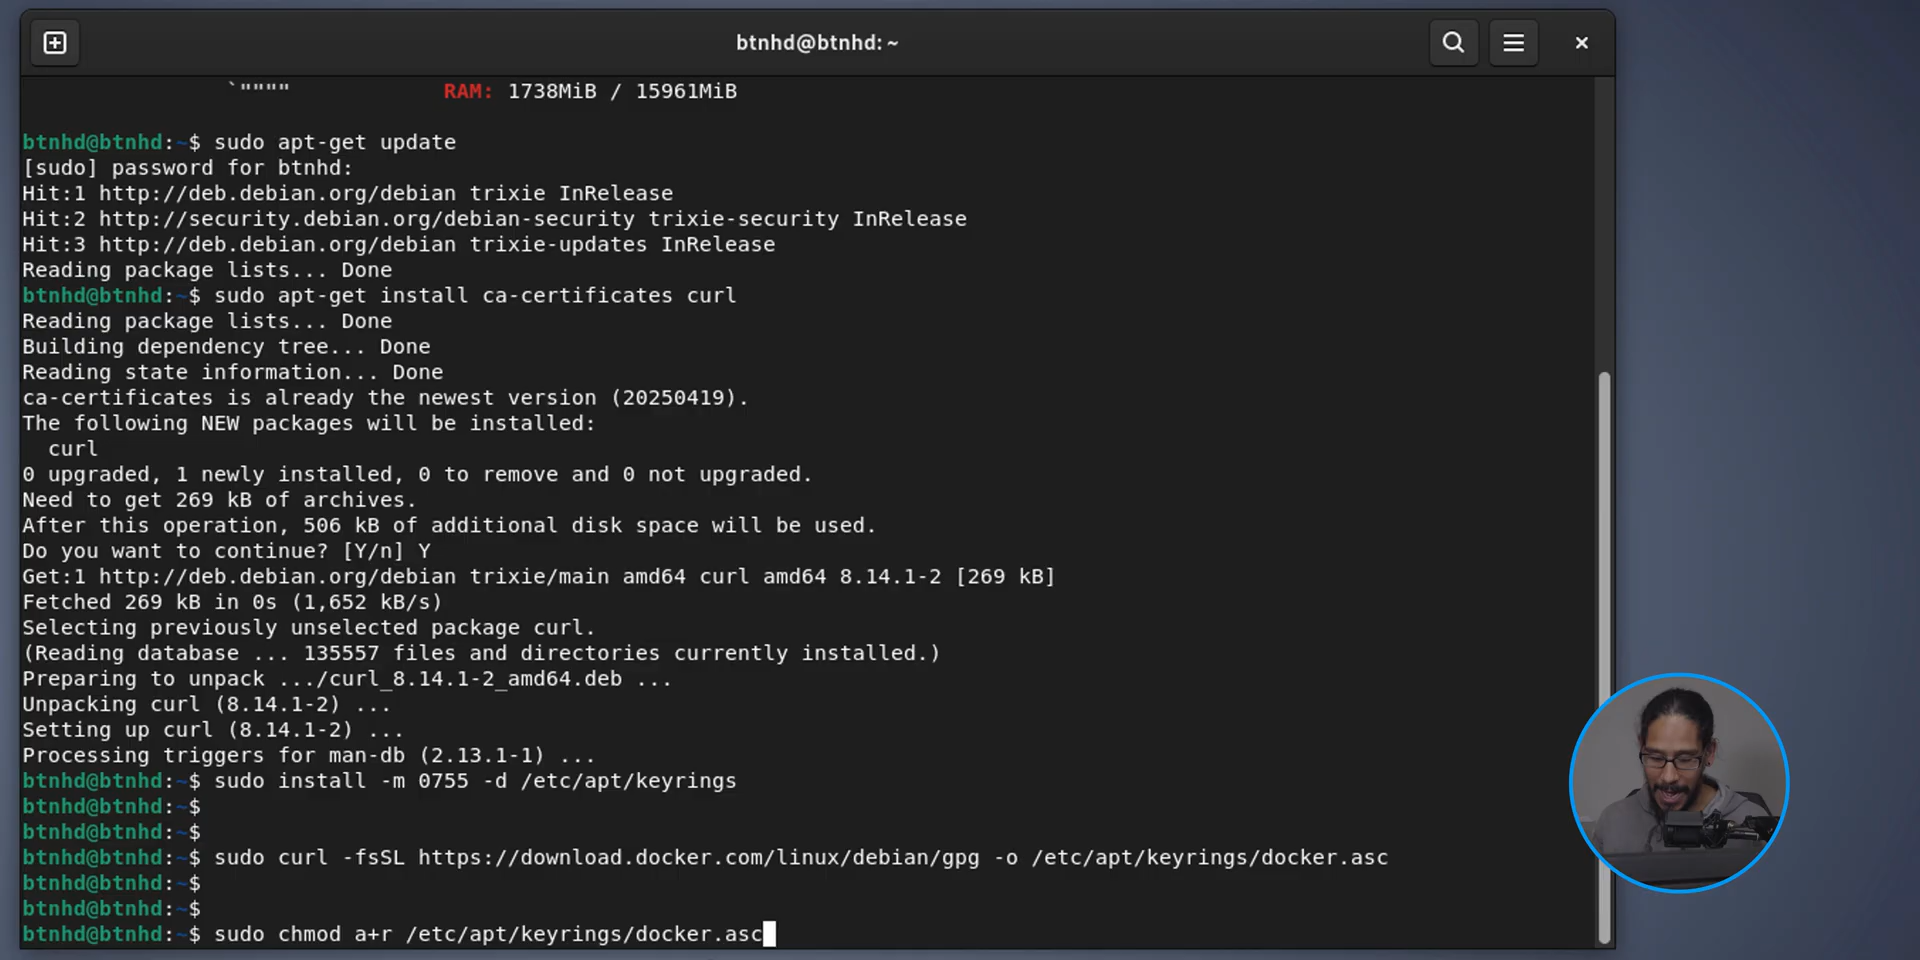 btnhd@btnhd: ~
`""""            RAM: 1738MiB / 15961MiB
btnhd@btnhd:~$ sudo apt-get update
[sudo] password for btnhd:
Hit:1 http://deb.debian.org/debian trixie InRelease
Hit:2 http://security.debian.org/debian-security trixie-security InRelease
Hit:3 http://deb.debian.org/debian trixie-updates InRelease
Reading package lists... Done
btnhd@btnhd:~$ sudo apt-get install ca-certificates curl
Reading package lists... Done
Building dependency tree... Done
Reading state information... Done
ca-certificates is already the newest version (20250419).
The following NEW packages will be installed:
  curl
0 upgraded, 1 newly installed, 0 to remove and 0 not upgraded.
Need to get 269 kB of archives.
After this operation, 506 kB of additional disk space will be used.
Do you want to continue? [Y/n] Y
Get:1 http://deb.debian.org/debian trixie/main amd64 curl amd64 8.14.1-2 [269 kB]
Fetched 269 kB in 0s (1,652 kB/s)
Selecting previously unselected package curl.
(Reading database ... 135557 files and directories currently installed.)
Preparing to unpack .../curl_8.14.1-2_amd64.deb ...
Unpacking curl (8.14.1-2) ...
Setting up curl (8.14.1-2) ...
Processing triggers for man-db (2.13.1-1) ...
btnhd@btnhd:~$ sudo install -m 0755 -d /etc/apt/keyrings
btnhd@btnhd:~$
btnhd@btnhd:~$
btnhd@btnhd:~$ sudo curl -fsSL https://download.docker.com/linux/debian/gpg -o /etc/apt/keyrings/docker.asc
btnhd@btnhd:~$
btnhd@btnhd:~$
btnhd@btnhd:~$ sudo chmod a+r /etc/apt/keyrings/docker.asc